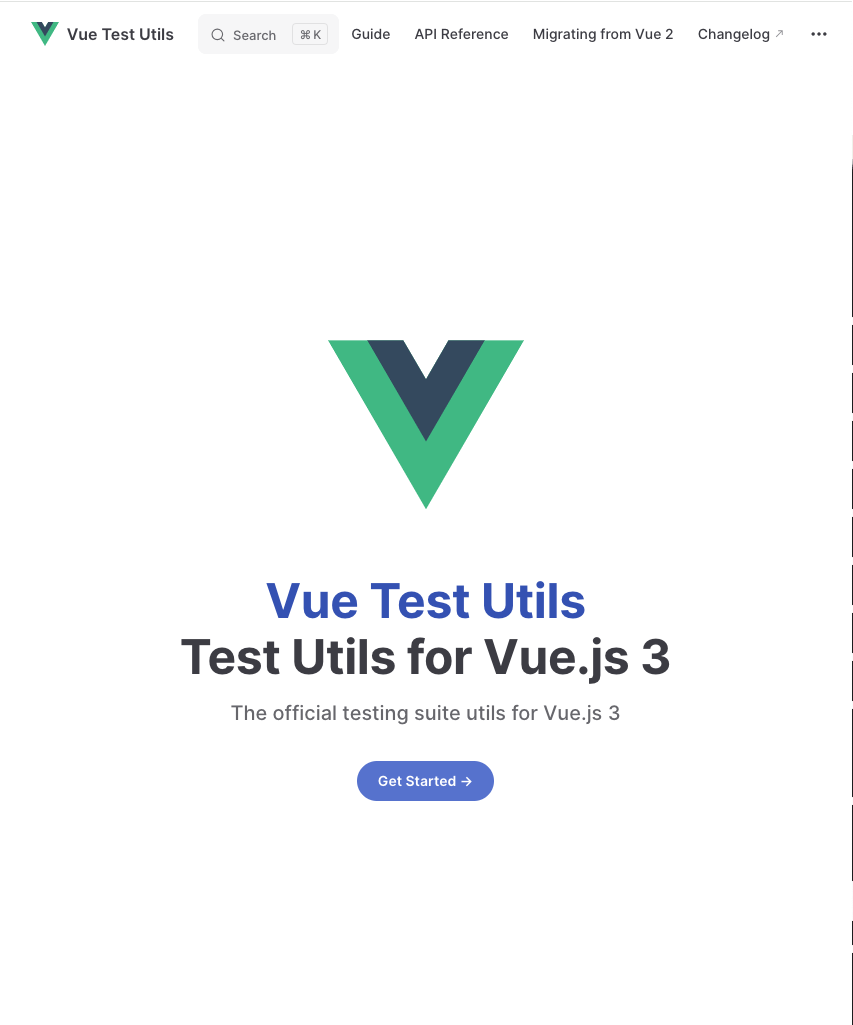 Vue Test Utils Search ⌘ K Guide API Reference Migrating from Vue 2 Changelog
Vue Test Utils
Test Utils for Vue.js 3
The official testing suite utils for Vue.js 3
Get Started →